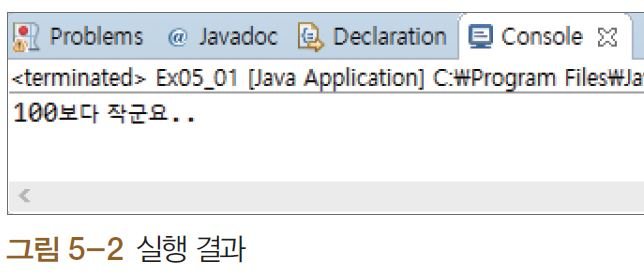 Problems @ Javadoc Declaration Console
<terminated> Ex05_01 [Java Application] C:₩Program Files₩Ja
100보다 작군요..
그림 5-2 실행 결과